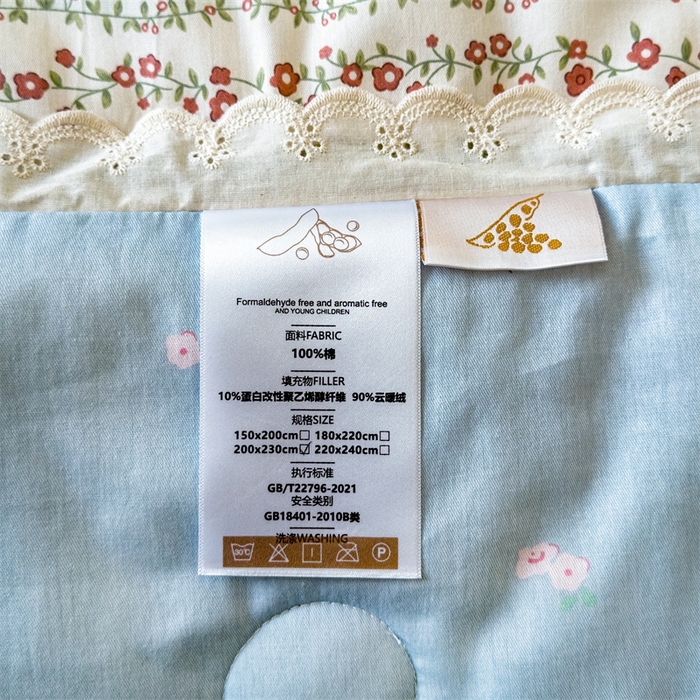 Formaldehyde free and aromatic free
AND YOUNG CHILDREN
面料FABRIC
100%棉
填充物FILLER
10%蛋白改性聚乙烯醇纤维 90%云暖绒
规格SIZE
150x200cm☐ 180x220cm☐
200x230cm☑ 220x240cm☐
执行标准
GB/T22796-2021
安全类别
GB18401-2010B类
洗涤WASHING
30℃ P